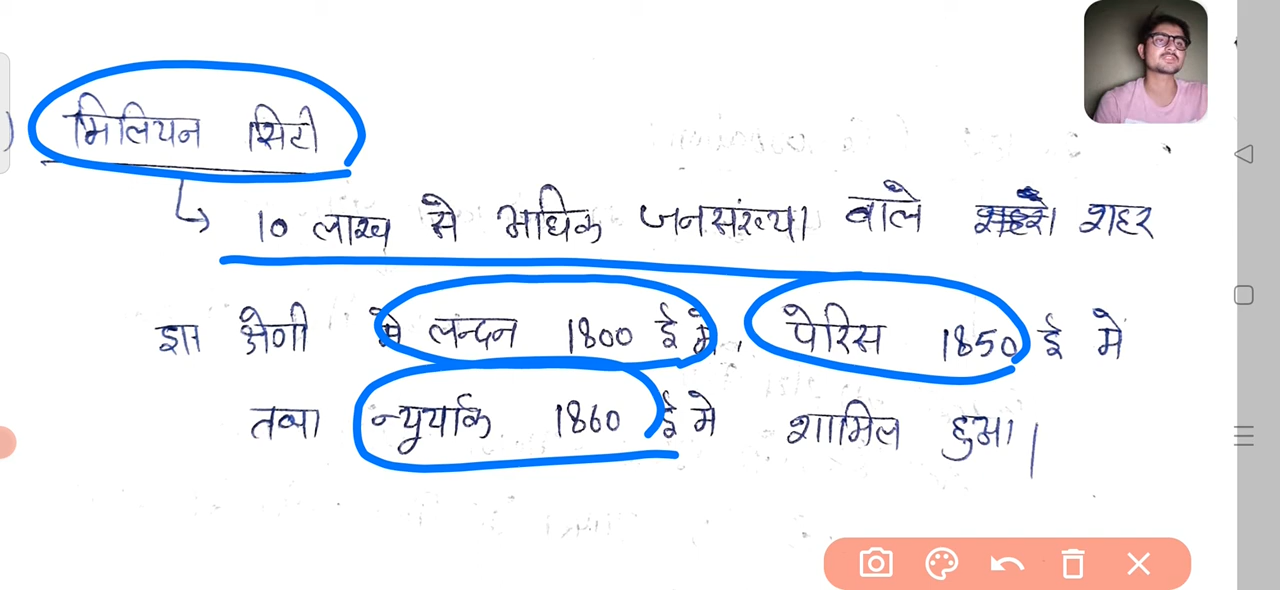 मिलियन सिटी
10 लाख से अधिक जनसंख्या वाले शहर
इस श्रेणी मे लन्दन 1800 ई मे, पेरिस 1850 ई मे
तथा न्यूयार्क 1860 ई मे शामिल हुआ।